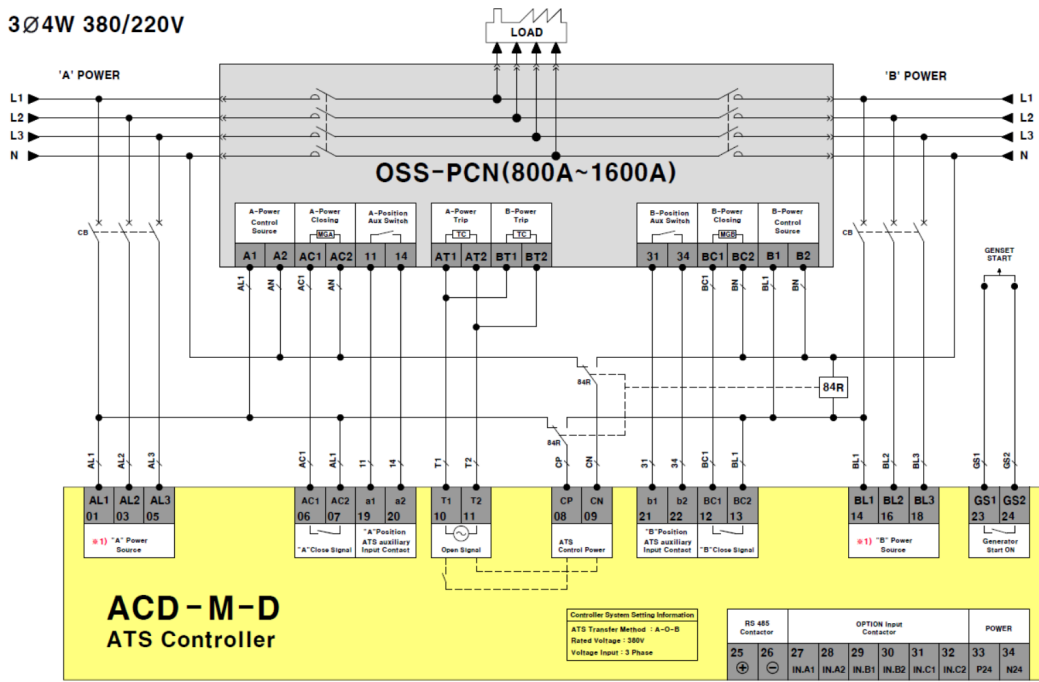 3Ø4W 380/220V
LOAD
'A' POWER
'B' POWER
L1
L2
L3
N
L1
L2
L3
N
OSS-PCN(800A~1600A)
CB
CB
A-Power
Control
Source
A-Power
Closing
MGA
A-Position
Aux Switch
A-Power
Trip
TC
B-Power
Trip
TC
B-Position
Aux Switch
B-Power
Closing
MGB
B-Power
Control
Source
A1 A2 AC1 AC2 11 14 AT1 AT2 BT1 BT2 31 34 BC1 BC2 B1 B2
GENSET
START
AL1 AN AC1 AN BC1 BN BL1 BN
84R
84R
84R
AL1 AL2 AL3 AC1 AL1 11 14 T1 T2 CP CN 31 34 BC1 BL1 BL1 BL2 BL3 GS1 GS2
AL1 AL2 AL3 AC1 AC2 a1 a2 T1 T2 CP CN b1 b2 BC1 BC2 BL1 BL2 BL3 GS1 GS2
01 03 05 06 07 19 20 10 11 08 09 21 22 12 13 14 16 18 23 24
※1) "A" Power
Source
"A"Close Signal
"A"Position
ATS auxiliary
Input Contact
Open Signal
ATS
Control Power
"B"Position
ATS auxiliary
Input Contact
"B"Close Signal
※1) "B" Power
Source
Generator
Start ON
ACD-M-D
ATS Controller
Controller System Setting Information
ATS Transfer Method : A-O-B
Rated Voltage : 380V
Voltage Input : 3 Phase
RS 485
Contactor
OPTION Input
Contactor
POWER
25 26 27 28 29 30 31 32 33 34
⊕ ⊖ IN.A1 IN.A2 IN.B1 IN.B2 IN.C1 IN.C2 P24 N24